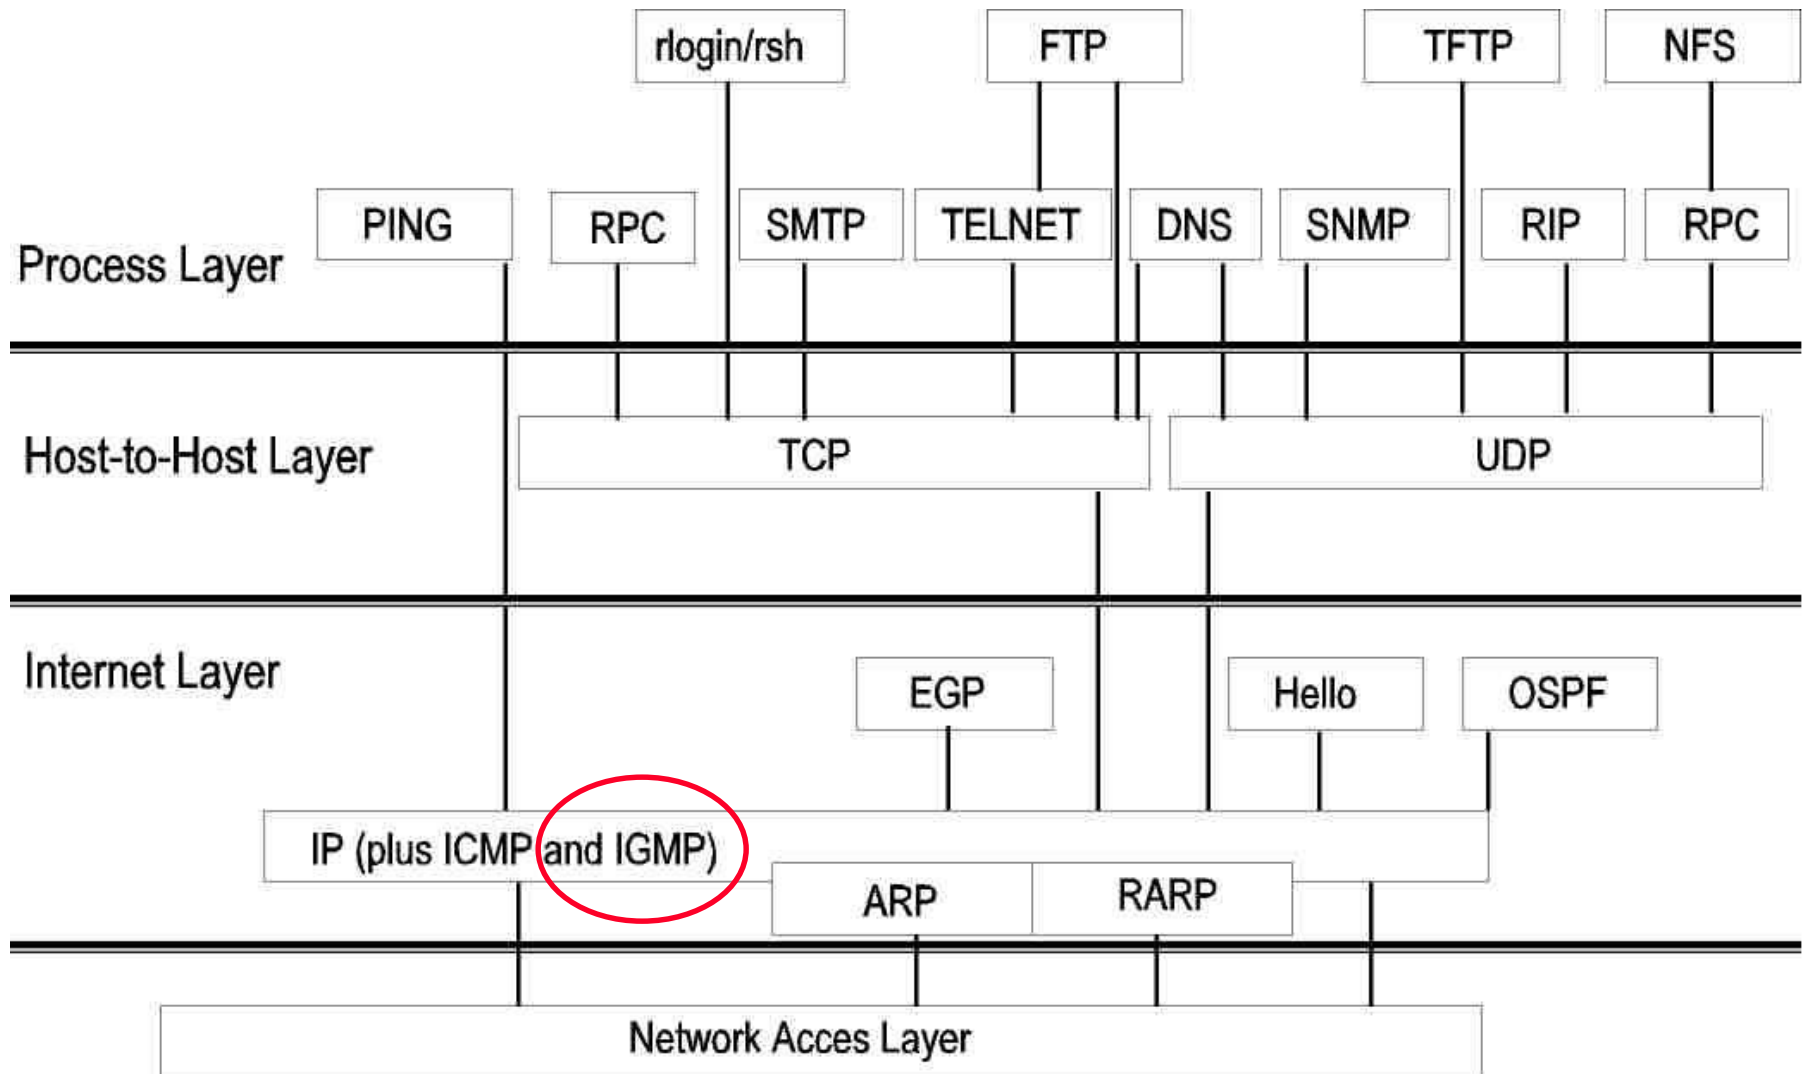 rlogin/rsh
FTP
TFTP
NFS
PING
RPC
SMTP
TELNET
DNS
SNMP
RIP
RPC
Process Layer
Host-to-Host Layer
TCP
UDP
Internet Layer
EGP
Hello
OSPF
IP (plus ICMP and IGMP)
ARP
RARP
Network Acces Layer